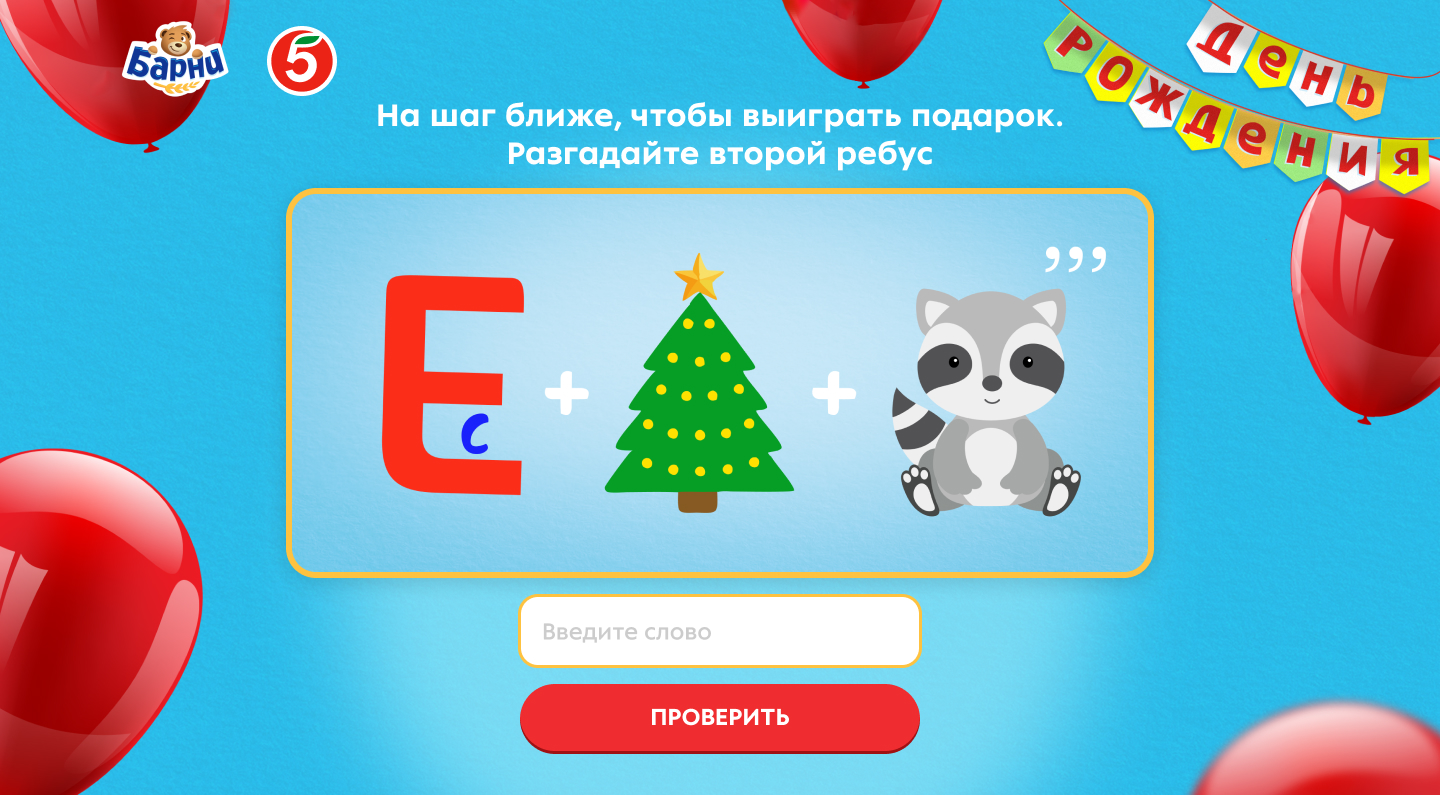 Барни
5
День
Рождения
На шаг ближе, чтобы выиграть подарок.
Разгадайте второй ребус
Е
с
+
+
,,,
Введите слово
ПРОВЕРИТЬ